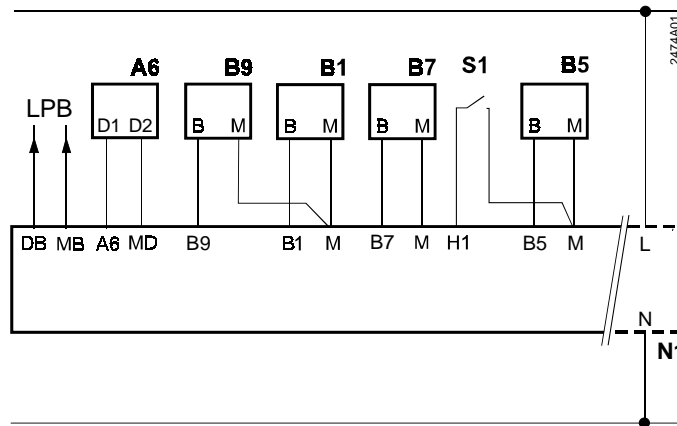 2474A01
A6 B9 B1 B7 S1 B5
LPB
D1 D2 B M B M B M B M
DB MB A6 MD B9 B1 M B7 M H1 B5 M L
N
N1